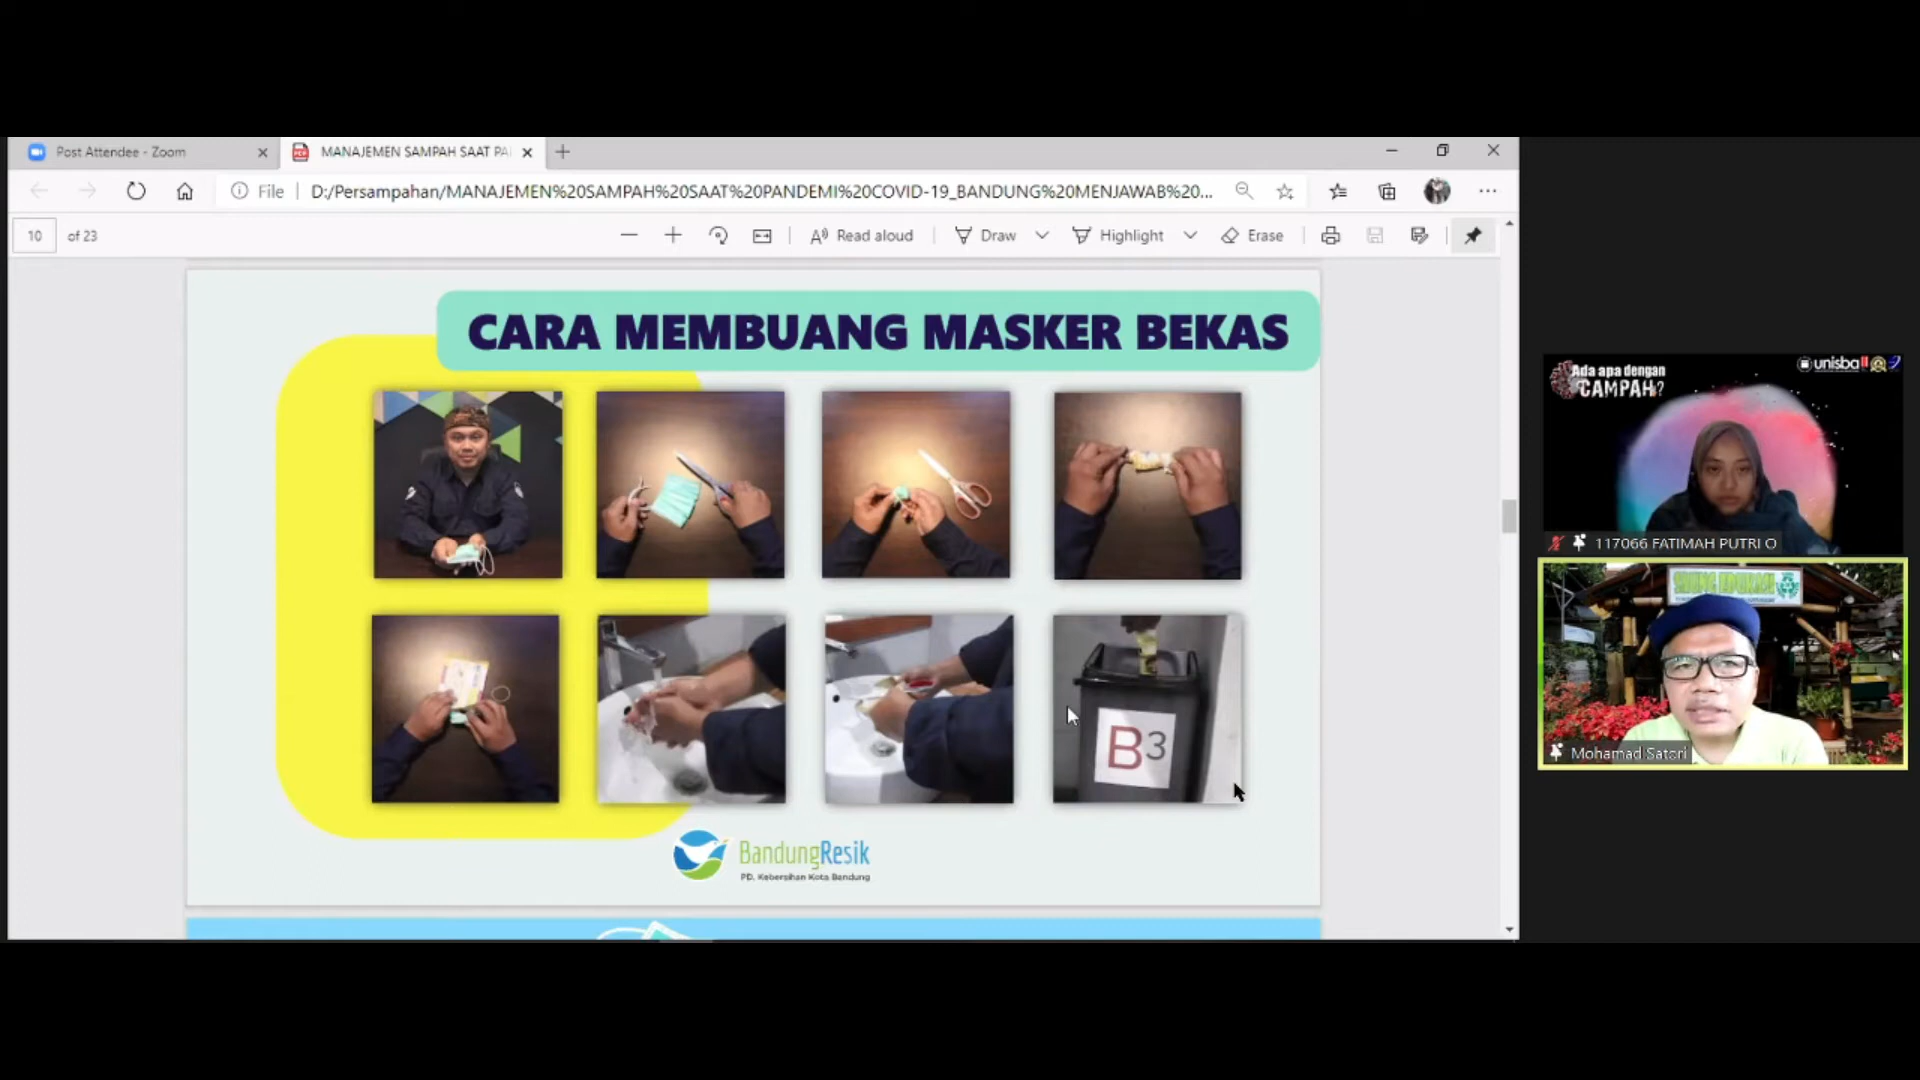 Post Attendee - Zoom
MANAJEMEN SAMPAH SAAT PA
File
D:/Persampahan/MANAJEMEN%20SAMPAH%20SAAT%20PANDEMI%20COVID-19_BANDUNG%20MENJAWAB%20...
10 of 23
Read aloud
Draw
Highlight
Erase
CARA MEMBUANG MASKER BEKAS
B3
BandungResik
PD. Kebersihan Kota Bandung
Ada apa dengan
CAMPAH?
unisba
117066 FATIMAH PUTRI O
Mohamad Satori